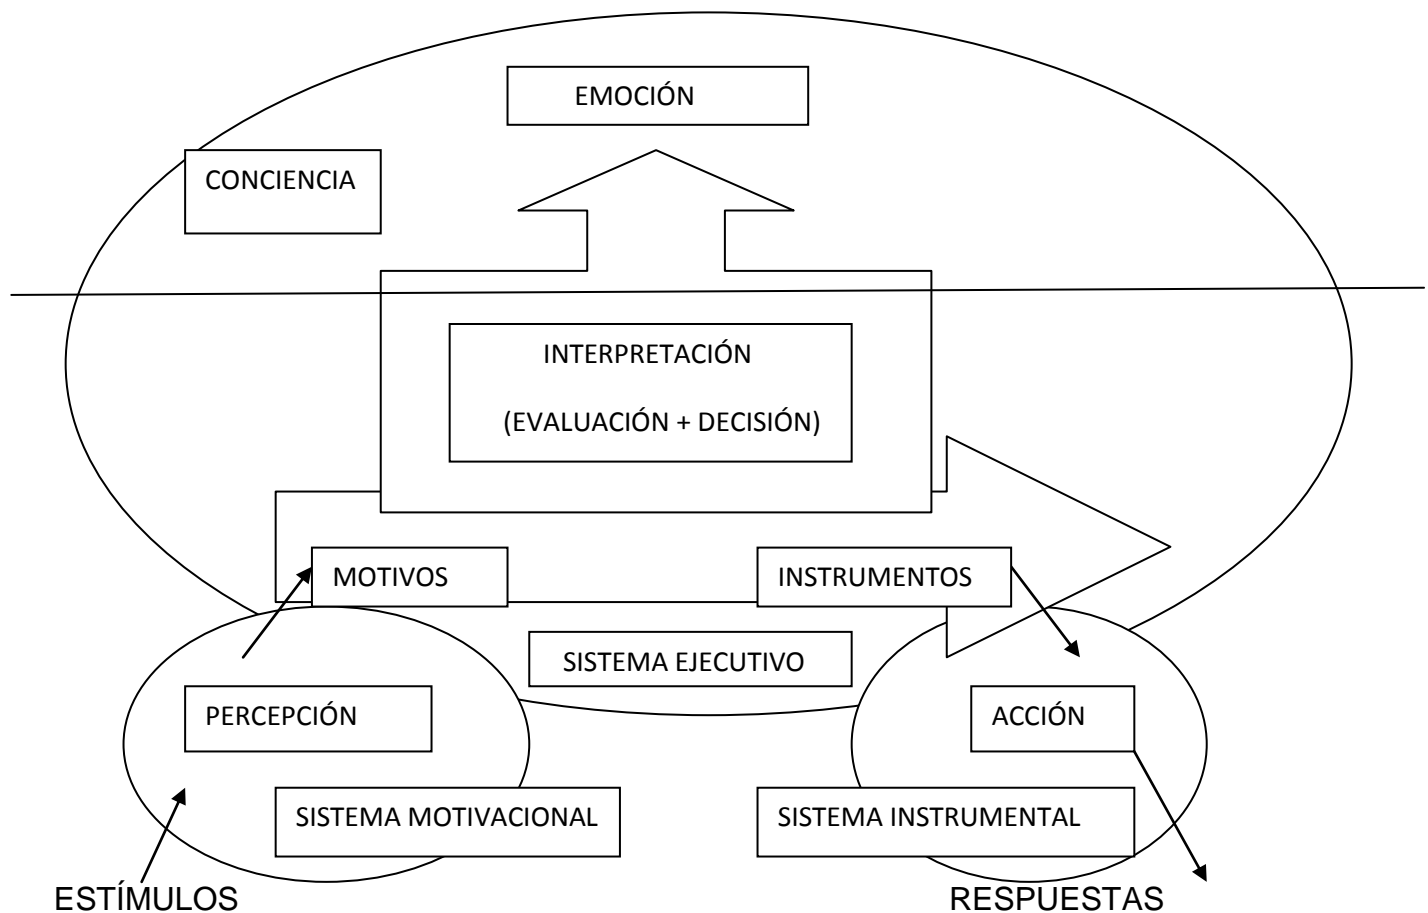 EMOCIÓN
CONCIENCIA
INTERPRETACIÓN
(EVALUACIÓN + DECISIÓN)
MOTIVOS
INSTRUMENTOS
SISTEMA EJECUTIVO
PERCEPCIÓN
ACCIÓN
SISTEMA MOTIVACIONAL
SISTEMA INSTRUMENTAL
ESTÍMULOS
RESPUESTAS